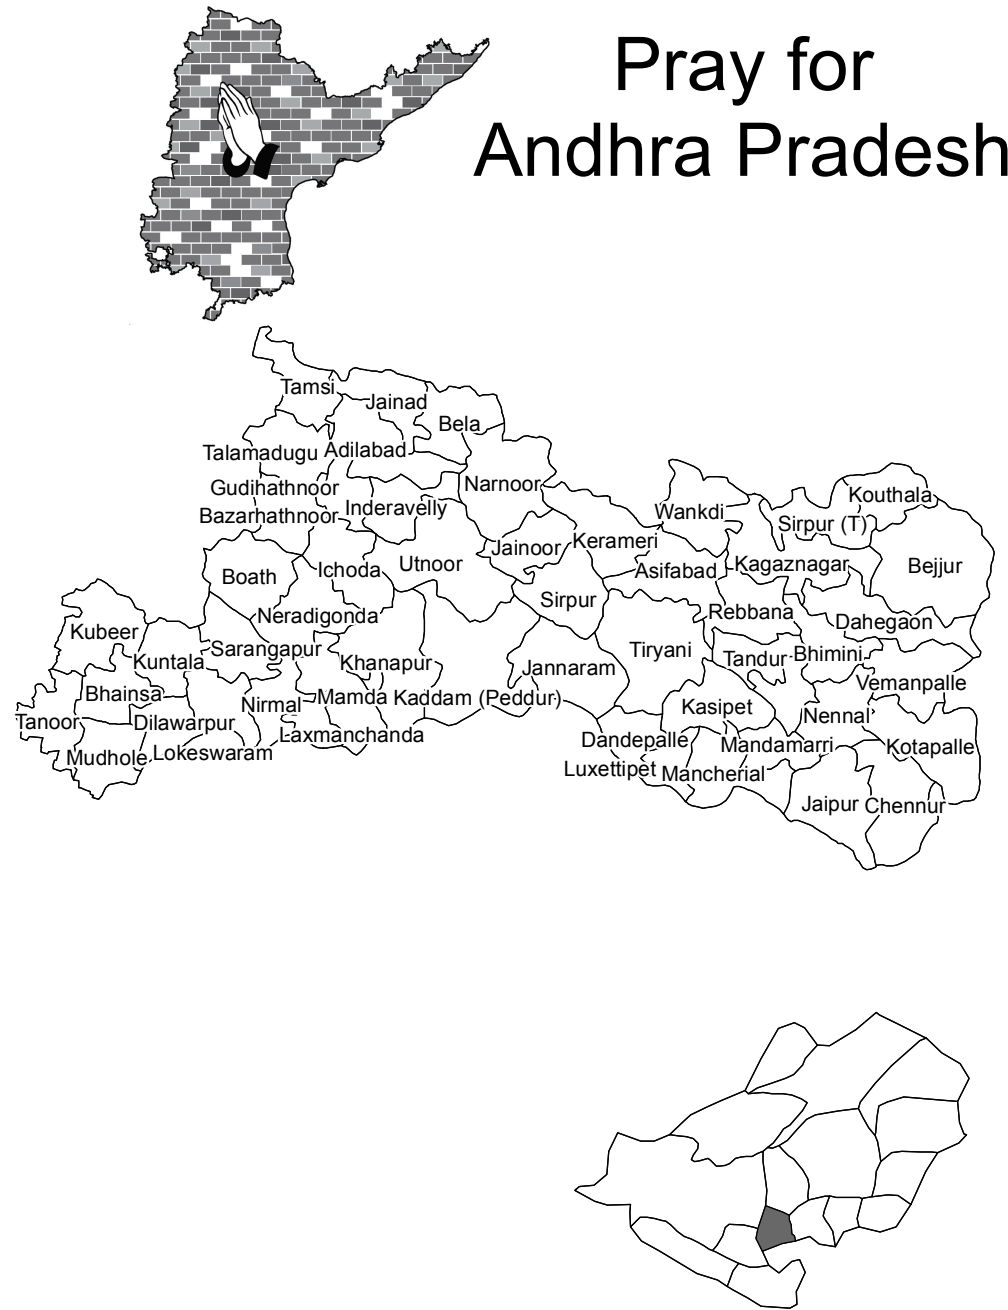 Pray for
Andhra Pradesh
Tamsi
Jainad
Bela
Talamadugu
Adilabad
Gudihathnoor
Inderavelly
Narnoor
Bazarhathnoor
Wankdi
Kouthala
Sirpur (T)
Boath
Ichoda
Utnoor
Jainoor
Kerameri
Asifabad
Kagaznagar
Bejjur
Neradigonda
Sirpur
Rebbana
Dahegaon
Kubeer
Kuntala
Sarangapur
Khanapur
Jannaram
Tiryani
Tandur
Bhimini
Vemanpalle
Bhainsa
Nirmal
Mamda
Kaddam (Peddur)
Kasipet
Nennal
Tanoor
Dilawarpur
Laxmanchanda
Dandepalle
Mandamarri
Kotapalle
Mudhole
Lokeswaram
Luxettipet
Mancherial
Jaipur
Chennur